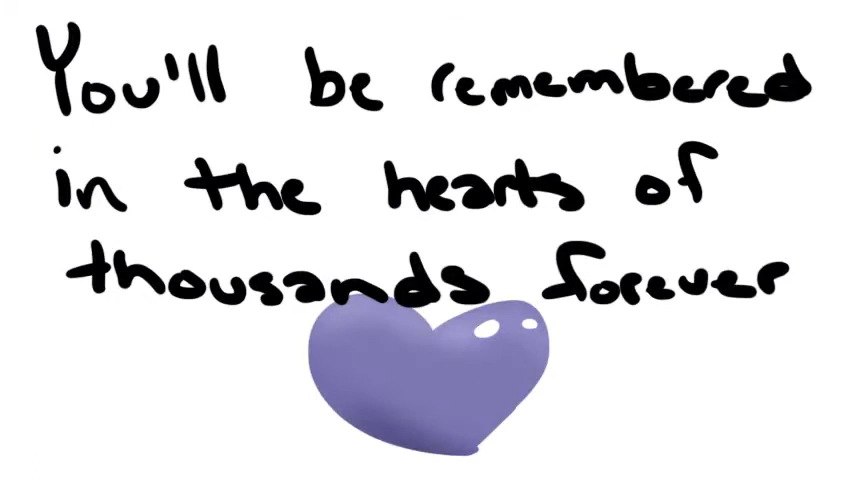 You'll be remembered
in the hearts of
thousands forever